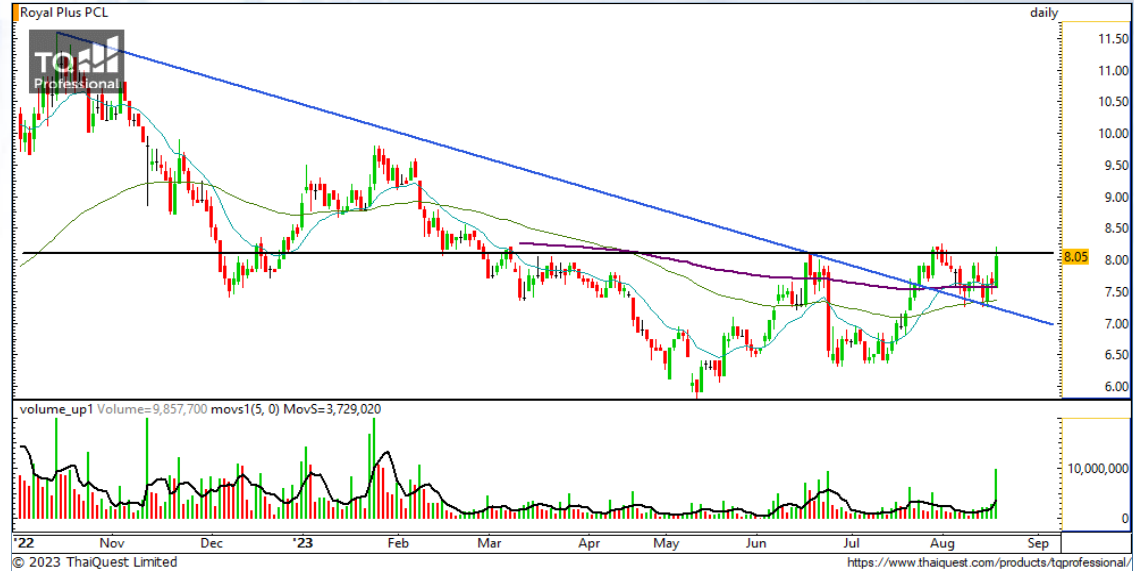 Royal Plus PCL daily
TQ
Professional
11.50
11.00
10.50
10.00
9.50
9.00
8.50
8.05
8.00
7.50
7.00
6.50
6.00
volume_up1 Volume=9,857,700 movs1(5, 0) MovS=3,729,020
10,000,000
0
'22 Nov Dec '23 Feb Mar Apr May Jun Jul Aug Sep
© 2023 ThaiQuest Limited https://www.thaiquest.com/products/tqprofessional/